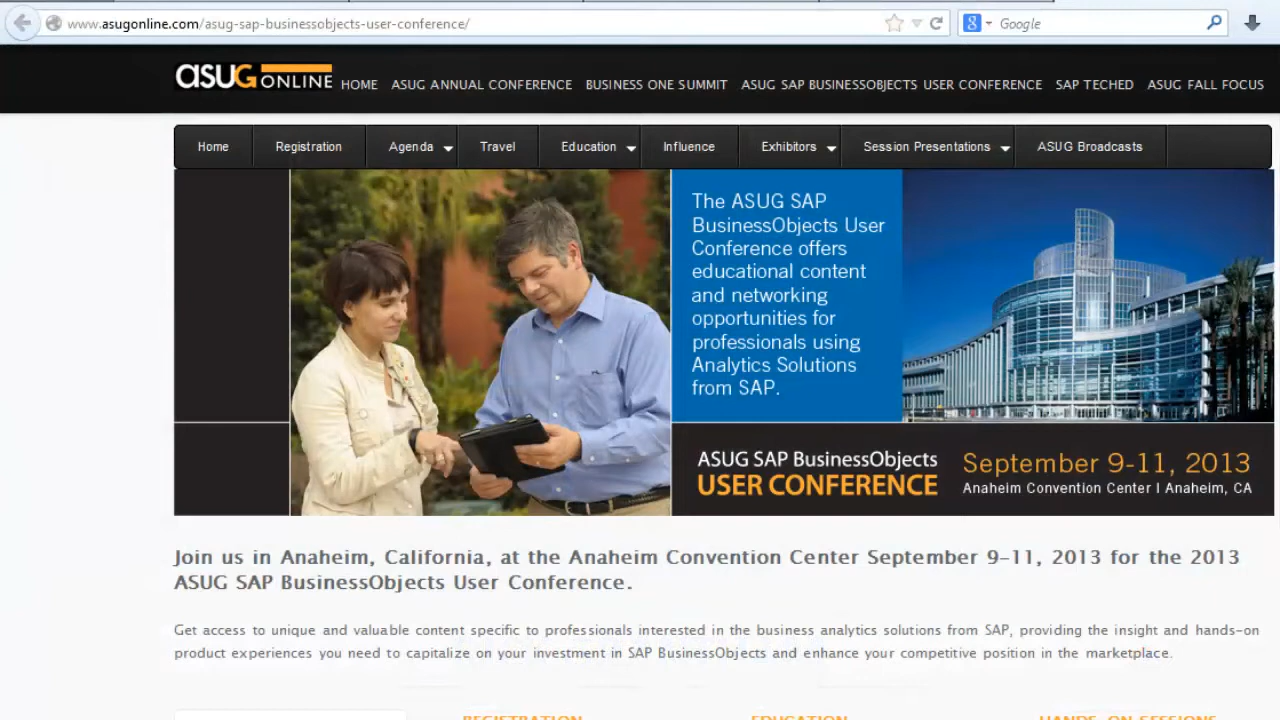 www.asugonline.com/asug-sap-businessobjects-user-conference/
Google
asuG ONLINE
HOME ASUG ANNUAL CONFERENCE BUSINESS ONE SUMMIT ASUG SAP BUSINESSOBJECTS USER CONFERENCE SAP TECHED ASUG FALL FOCUS
Home Registration Agenda Travel Education Influence Exhibitors Session Presentations ASUG Broadcasts
The ASUG SAP
BusinessObjects User
Conference offers
educational content
and networking
opportunities for
professionals using
Analytics Solutions
from SAP.
ASUG SAP BusinessObjects
USER CONFERENCE
September 9-11, 2013
Anaheim Convention Center I Anaheim, CA
Join us in Anaheim, California, at the Anaheim Convention Center September 9-11, 2013 for the 2013
ASUG SAP BusinessObjects User Conference.
Get access to unique and valuable content specific to professionals interested in the business analytics solutions from SAP, providing the insight and hands-on
product experiences you need to capitalize on your investment in SAP BusinessObjects and enhance your competitive position in the marketplace.
REGISTRATION EDUCATION HANDS-ON SESSIONS